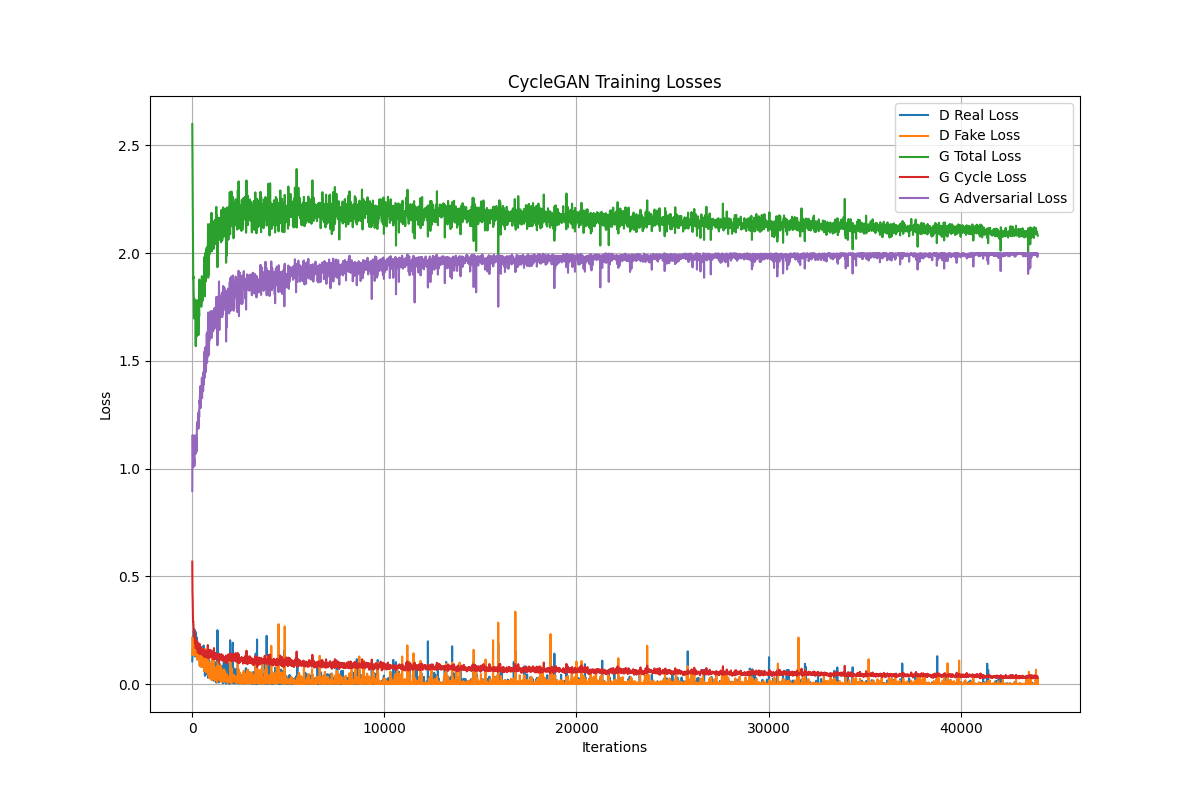 CycleGAN Training Losses
D Real Loss
D Fake Loss
G Total Loss
G Cycle Loss
G Adversarial Loss
2.5
2.0
1.5
1.0
0.5
0.0
Loss
0
10000
20000
30000
40000
Iterations